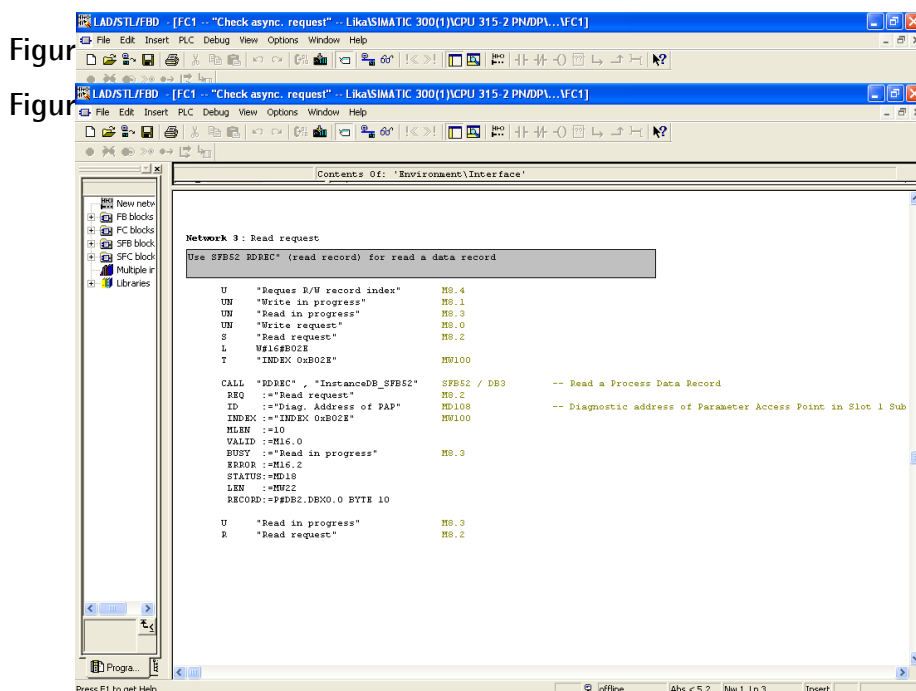 Figur
LAD/STL/FBD - [FC1 -- "Check async. request" -- Lika\SIMATIC 300(1)\CPU 315-2 PN/DP\...\FC1]
File Edit Insert PLC Debug View Options Window Help
Figur
LAD/STL/FBD - [FC1 -- "Check async. request" -- Lika\SIMATIC 300(1)\CPU 315-2 PN/DP\...\FC1]
File Edit Insert PLC Debug View Options Window Help
Contents Of: 'Environment\Interface'
New netw
FB blocks
FC blocks
SFB block
SFC block
Multiple ir
Libraries
Network 3 : Read request
Use SFB52 RDREC" (read record) for read a data record
U "Reques R/W record index" M8.4
UN "Write in progress" M8.1
UN "Read in progress" M8.3
UN "Write request" M8.0
S "Read request" M8.2
L W#16#B02E
T "INDEX 0xB02E" MW100
CALL "RDREC" , "InstanceDB_SFB52" SFB52 / DB3 -- Read a Process Data Record
REQ :="Read request" M8.2
ID :="Diag. Address of PAP" MD108 -- Diagnostic address of Parameter Access Point in Slot 1 Sub
INDEX :="INDEX 0xB02E" MW100
MLEN :=10
VALID :=M16.0
BUSY :="Read in progress" M8.3
ERROR :=M16.2
STATUS:=MD18
LEN :=MW22
RECORD:=P#DB2.DBX0.0 BYTE 10
U "Read in progress" M8.3
R "Read request" M8.2
Progra...
Press F1 to get Help. offline Abs < 5.2 Nw 1 Ln 3 Insert